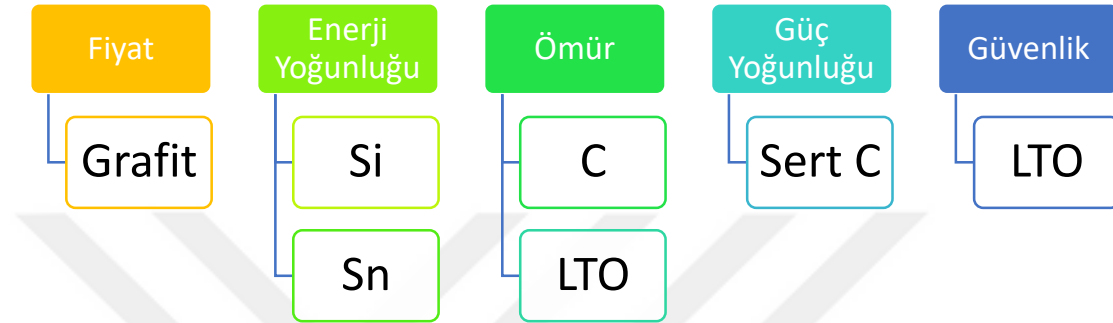 Fiyat
Grafit
Enerji
Yoğunluğu
Si
Sn
Ömür
C
LTO
Güç
Yoğunluğu
Sert C
Güvenlik
LTO